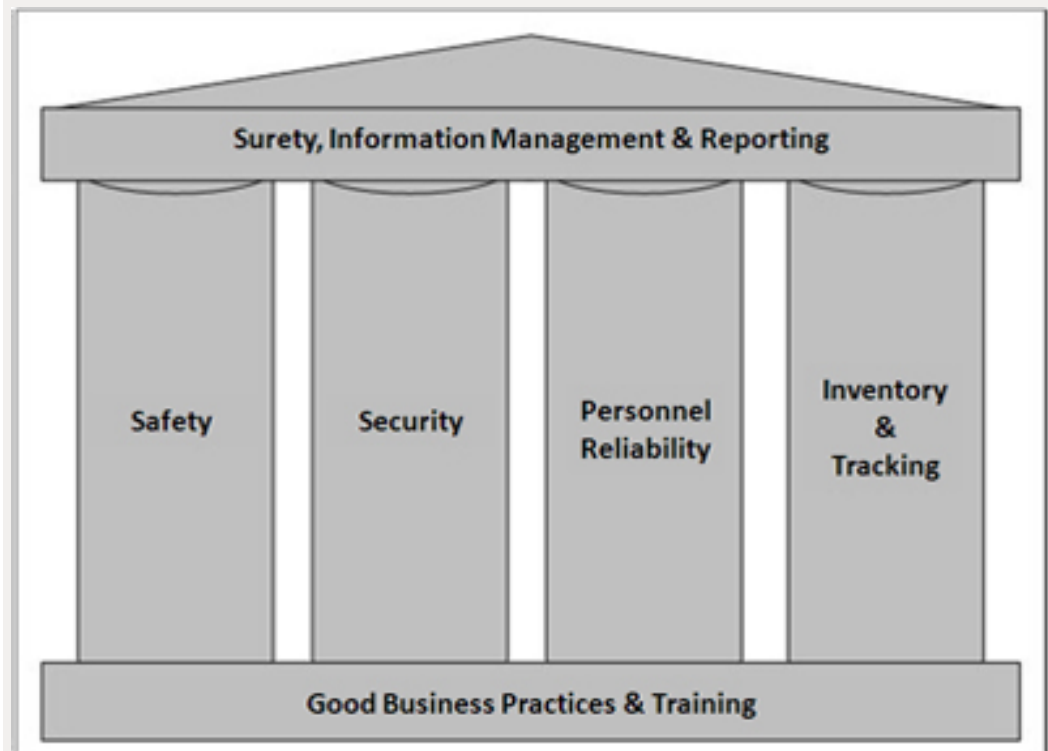 Surety, Information Management & Reporting
Safety
Security
Personnel
Reliability
Inventory
&
Tracking
Good Business Practices & Training